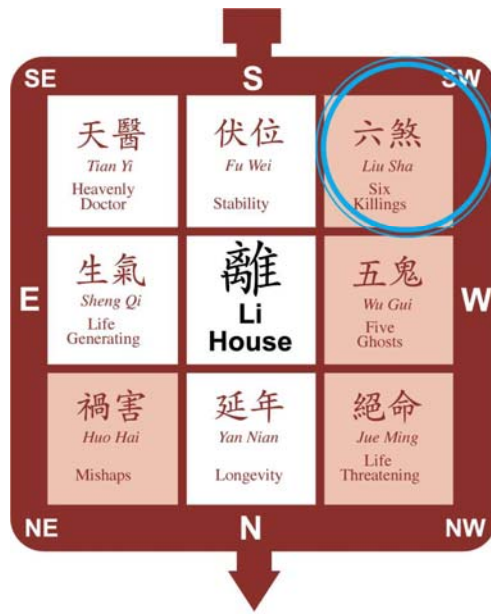 SE
S
SW
天醫
Tian Yi
Heavenly
Doctor
伏位
Fu Wei
Stability
六煞
Liu Sha
Six
Killings
E
生氣
Sheng Qi
Life
Generating
離
Li
House
五鬼
Wu Gui
Five
Ghosts
W
禍害
Huo Hai
Mishaps
延年
Yan Nian
Longevity
絕命
Jue Ming
Life
Threatening
NE
N
NW